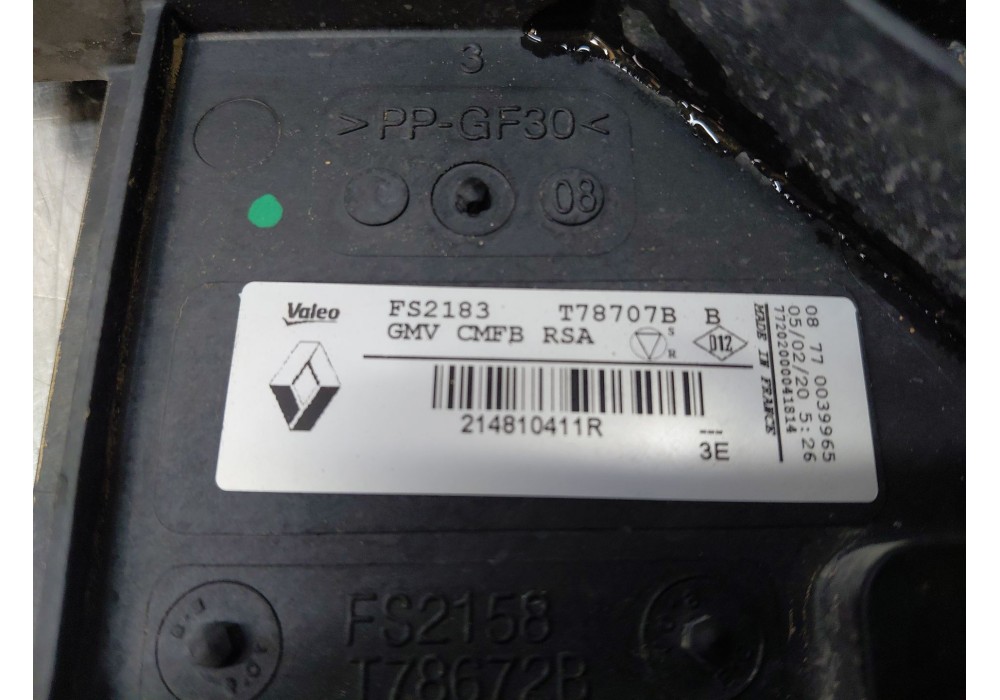 3
>PP-GF30<
08
Valeo FS2183 T78707B B
GMV CMFB RSA S R D12
214810411R
---
3E
MADE IN FRANCE
77202000041814
05/02/20 5:26
08 77 0039965
FS2158
T78672B